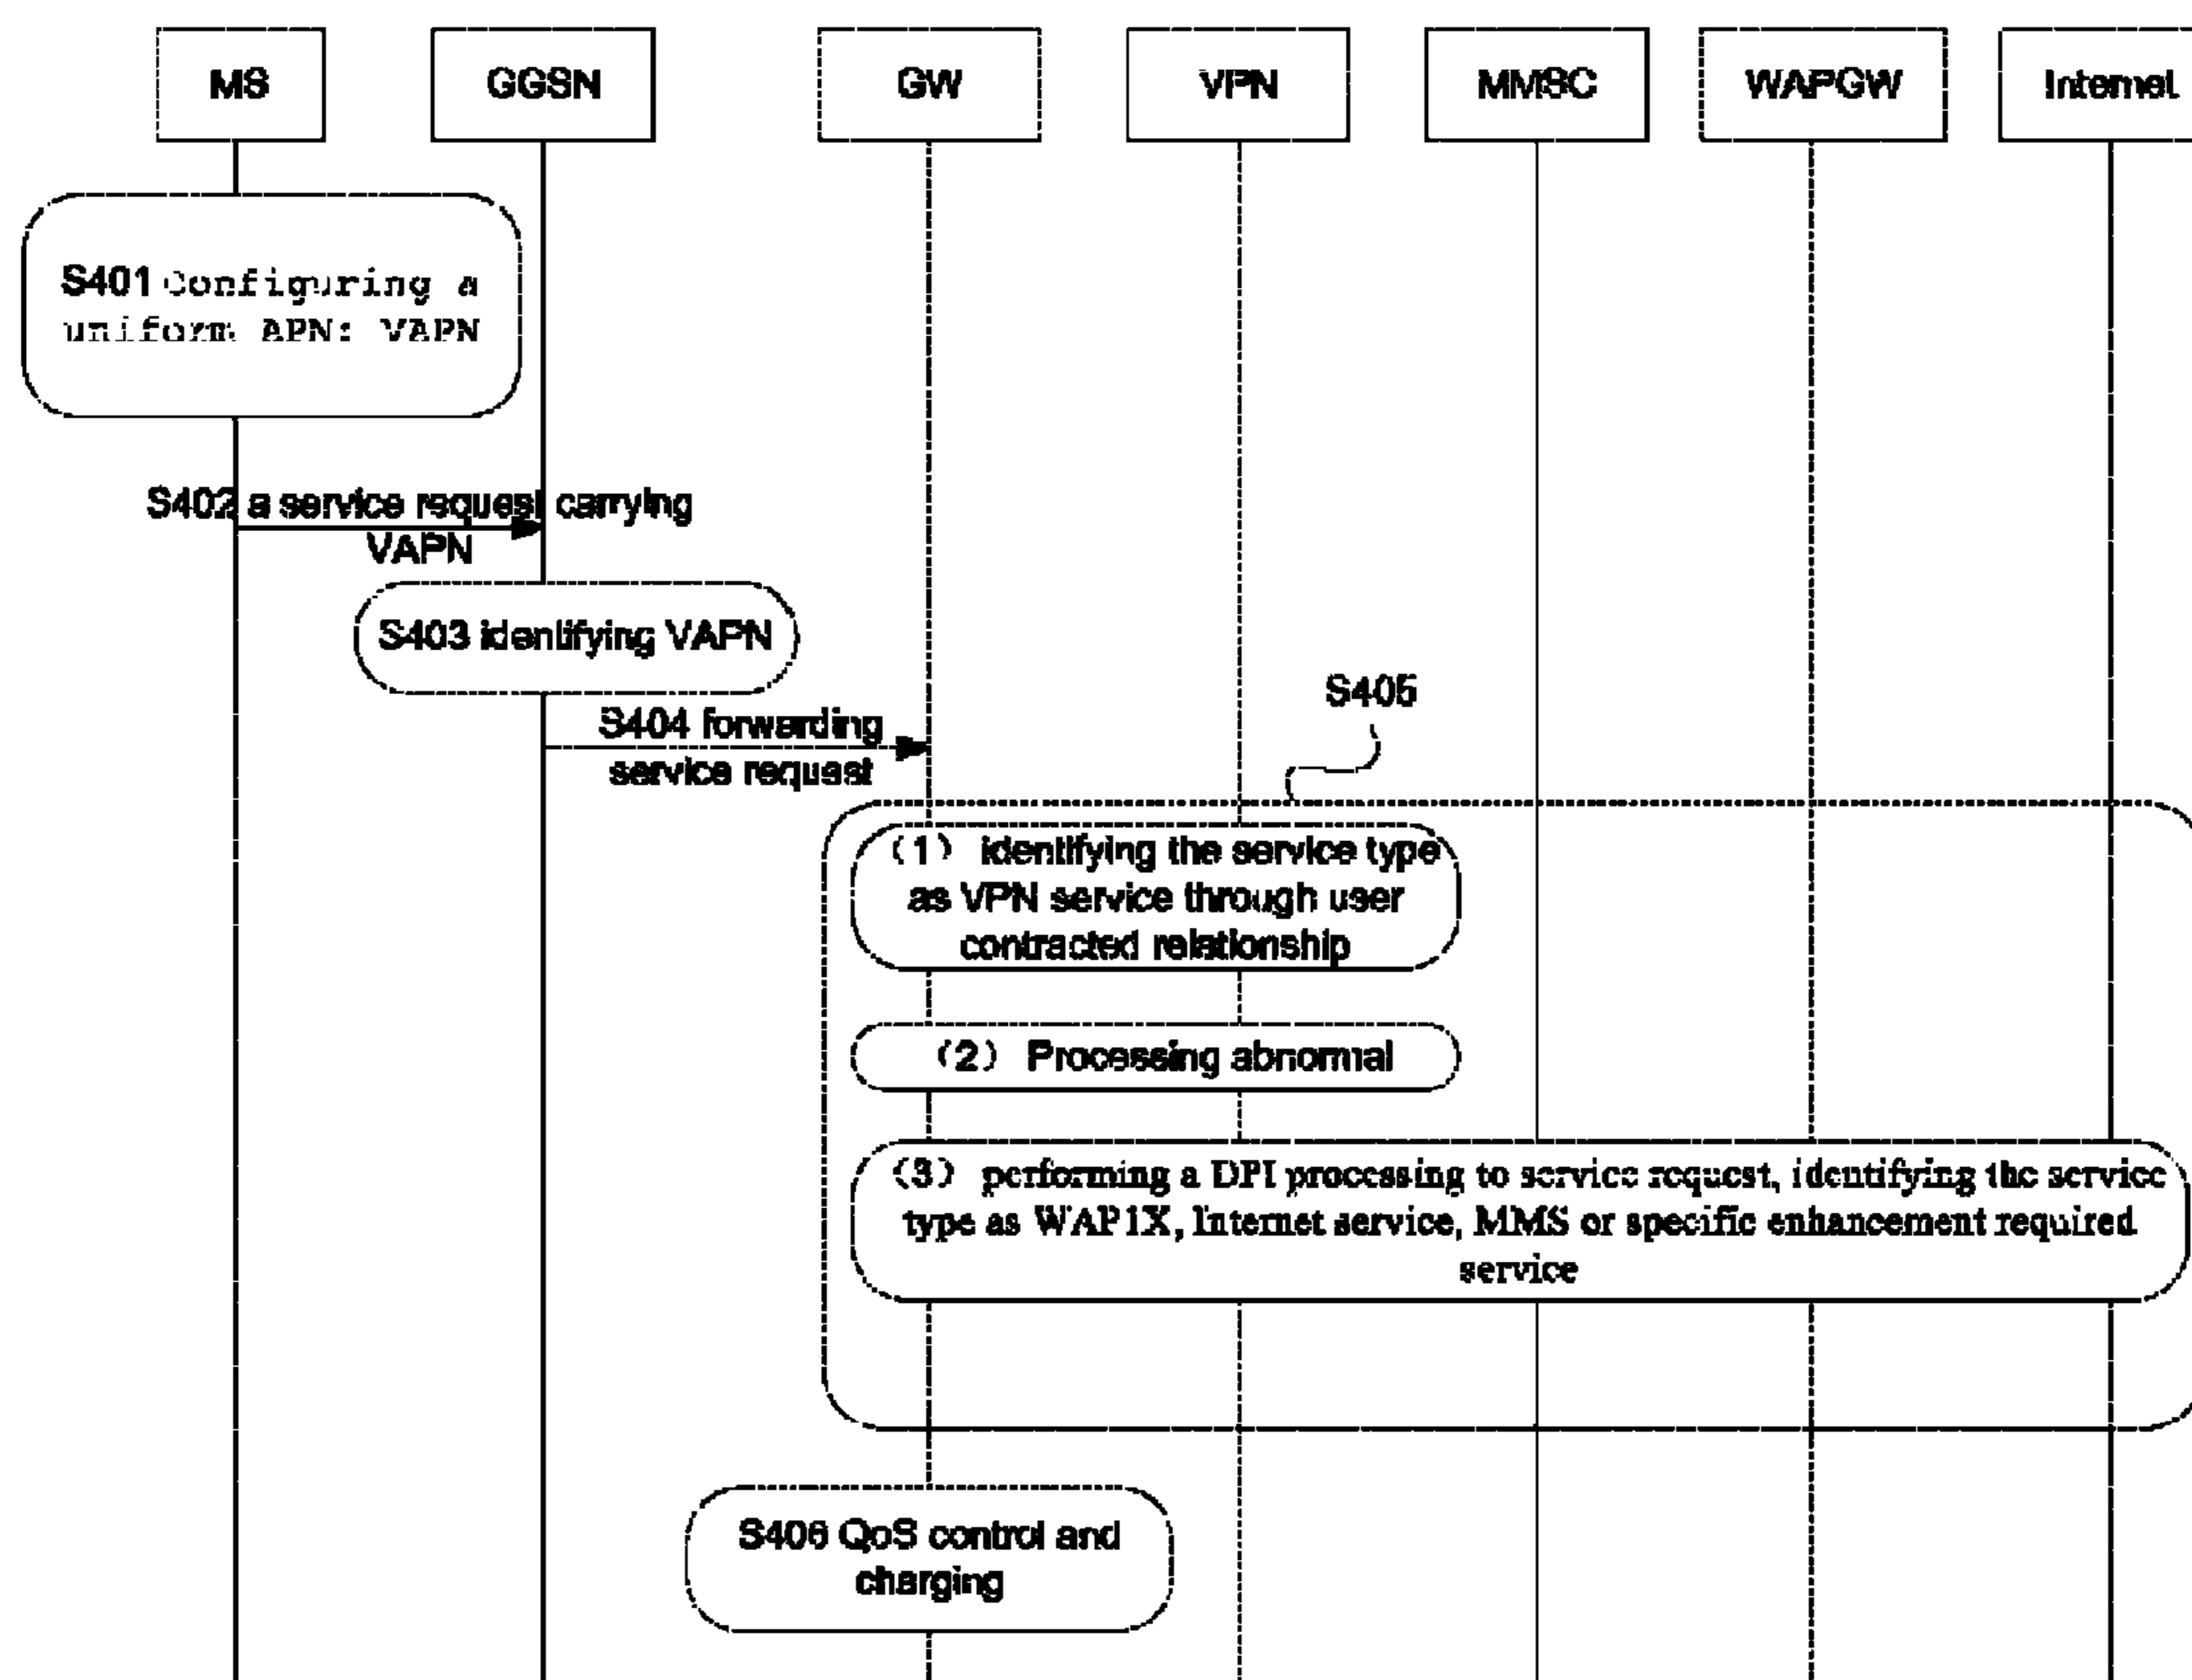 MS
GGSN
GW
VPN
MMSC
WAPGW
Internet
S401 Configuring a
uniform APN: VAPN
S402 a service request carrying
VAPN
S403 identifying VAPN
S404 forwarding
service request
S405
(1) identifying the service type
as VPN service through user
contracted relationship
(2) Processing abnormal
(3) performing a DPI processing to service request, identifying the service
type as WAP1X, Internet service, MMS or specific enhancement required
service
S406 QoS control and
charging